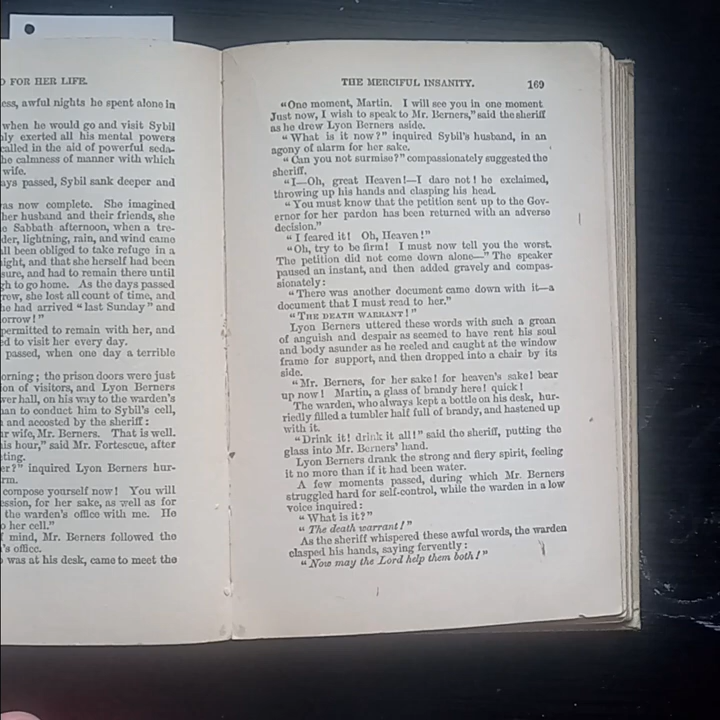 D FOR HER LIFE.
ess, awful nights he spent alone in
when he would go and visit Sybil
bly exerted all his mental powers
called in the aid of powerful seda-
he calmness of manner with which
wife.
ays passed, Sybil sank deeper and
as now complete. She imagined
her husband and their friends, she
e Sabbath afternoon, when a tre-
der, lightning, rain, and wind came
all been obliged to take refuge in a
ight, and that she herself had been
sure, and had to remain there until
gh to go home. As the days passed
rew, she lost all count of time, and
he had arrived "last Sunday" and
orrow!"
permitted to remain with her, and
ed to visit her every day.
passed, when one day a terrible
orning; the prison doors were just
ion of visitors, and Lyon Berners
wer hall, on his way to the warden's
an to conduct him to Sybil's cell,
and accosted by the sheriff:
r wife, Mr. Berners. That is well.
his hour," said Mr. Fortescue, after
ting.
er?" inquired Lyon Berners hur-
rm.
compose yourself now! You will
ession, for her sake, as well as for
the warden's office with me. He
o her cell."
f mind, Mr. Berners followed the
's office.
was at his desk, came to meet the
THE MERCIFUL INSANITY. 169
"One moment, Martin. I will see you in one moment
Just now, I wish to speak to Mr. Berners," said the sheriff
as he drew Lyon Berners aside.
"What is it now?" inquired Sybil's husband, in an
agony of alarm for her sake.
"Can you not surmise?" compassionately suggested the
sheriff.
"I—Oh, great Heaven!—I dare not! he exclaimed,
throwing up his hands and clasping his head.
"You must know that the petition sent up to the Gov-
ernor for her pardon has been returned with an adverse
decision."
"I feared it! Oh, Heaven!"
"Oh, try to be firm! I must now tell you the worst.
The petition did not come down alone—" The speaker
paused an instant, and then added gravely and compas-
sionately:
"There was another document came down with it—a
document that I must read to her."
"THE DEATH WARRANT!"
Lyon Berners uttered these words with such a groan
of anguish and despair as seemed to have rent his soul
and body asunder as he reeled and caught at the window
frame for support, and then dropped into a chair by its
side.
"Mr. Berners, for her sake! for heaven's sake! bear
up now! Martin, a glass of brandy here! quick!
The warden, who always kept a bottle on his desk, hur-
riedly filled a tumbler half full of brandy, and hastened up
with it.
"Drink it! drink it all!" said the sheriff, putting the
glass into Mr. Berners' hand.
Lyon Berners drank the strong and fiery spirit, feeling
it no more than if it had been water.
A few moments passed, during which Mr. Berners
struggled hard for self-control, while the warden in a low
voice inquired:
"What is it?"
"The death warrant!"
As the sheriff whispered these awful words, the warden
clasped his hands, saying fervently:
"Now may the Lord help them both!"